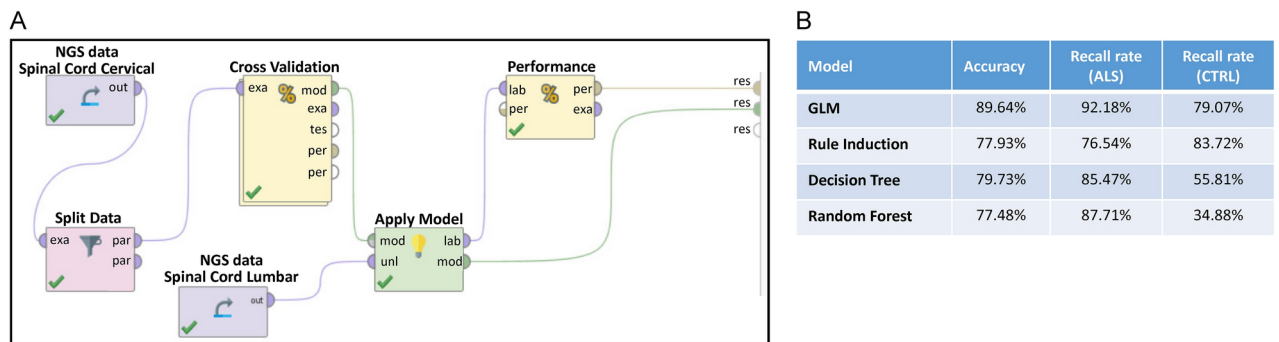 A
NGS data
Spinal Cord Cervical
out
Cross Validation
exa
mod
exa
tes
per
per
Performance
lab
per
per
exa
res
res
res
Split Data
exa
par
par
NGS data
Spinal Cord Lumbar
out
Apply Model
mod
lab
unl
mod
B
Model Accuracy Recall rate (ALS) Recall rate (CTRL)
GLM 89.64% 92.18% 79.07%
Rule Induction 77.93% 76.54% 83.72%
Decision Tree 79.73% 85.47% 55.81%
Random Forest 77.48% 87.71% 34.88%